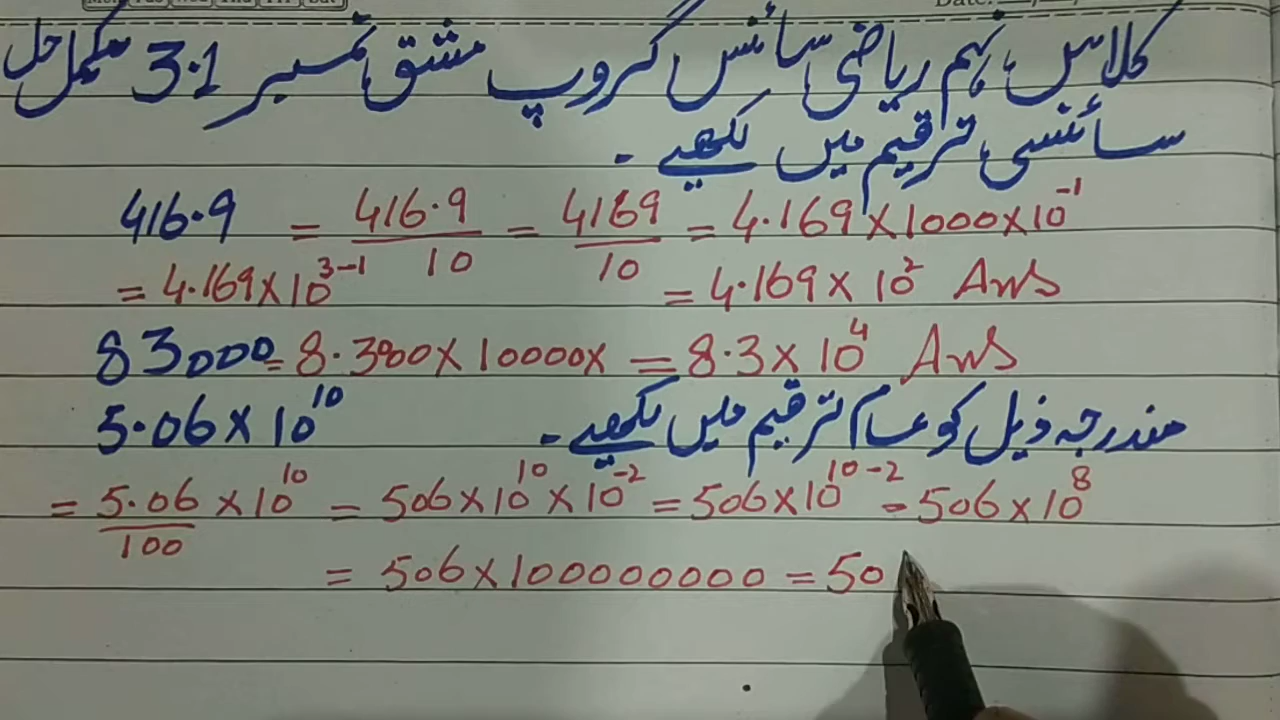 Date:
کلاس نہم ریاضی سائنس گروپ مشق نمبر 3.1 مکمل حل
سائنسی ترقیم میں لکھیے۔
416.9 = 416.9/10 = 4169/10 = 4.169×1000×10⁻¹
= 4.169×10³⁻¹ = 4.169×10² Ans
83000 = 8.3000×10000× = 8.3×10⁴ Ans
مندرجہ ذیل کو عام ترقیم میں لکھیے۔ 5.06×10¹⁰
= 5.06/100 ×10¹⁰ = 506×10¹⁰×10⁻² = 506×10¹⁰⁻² = 506×10⁸
= 506×100000000 = 50